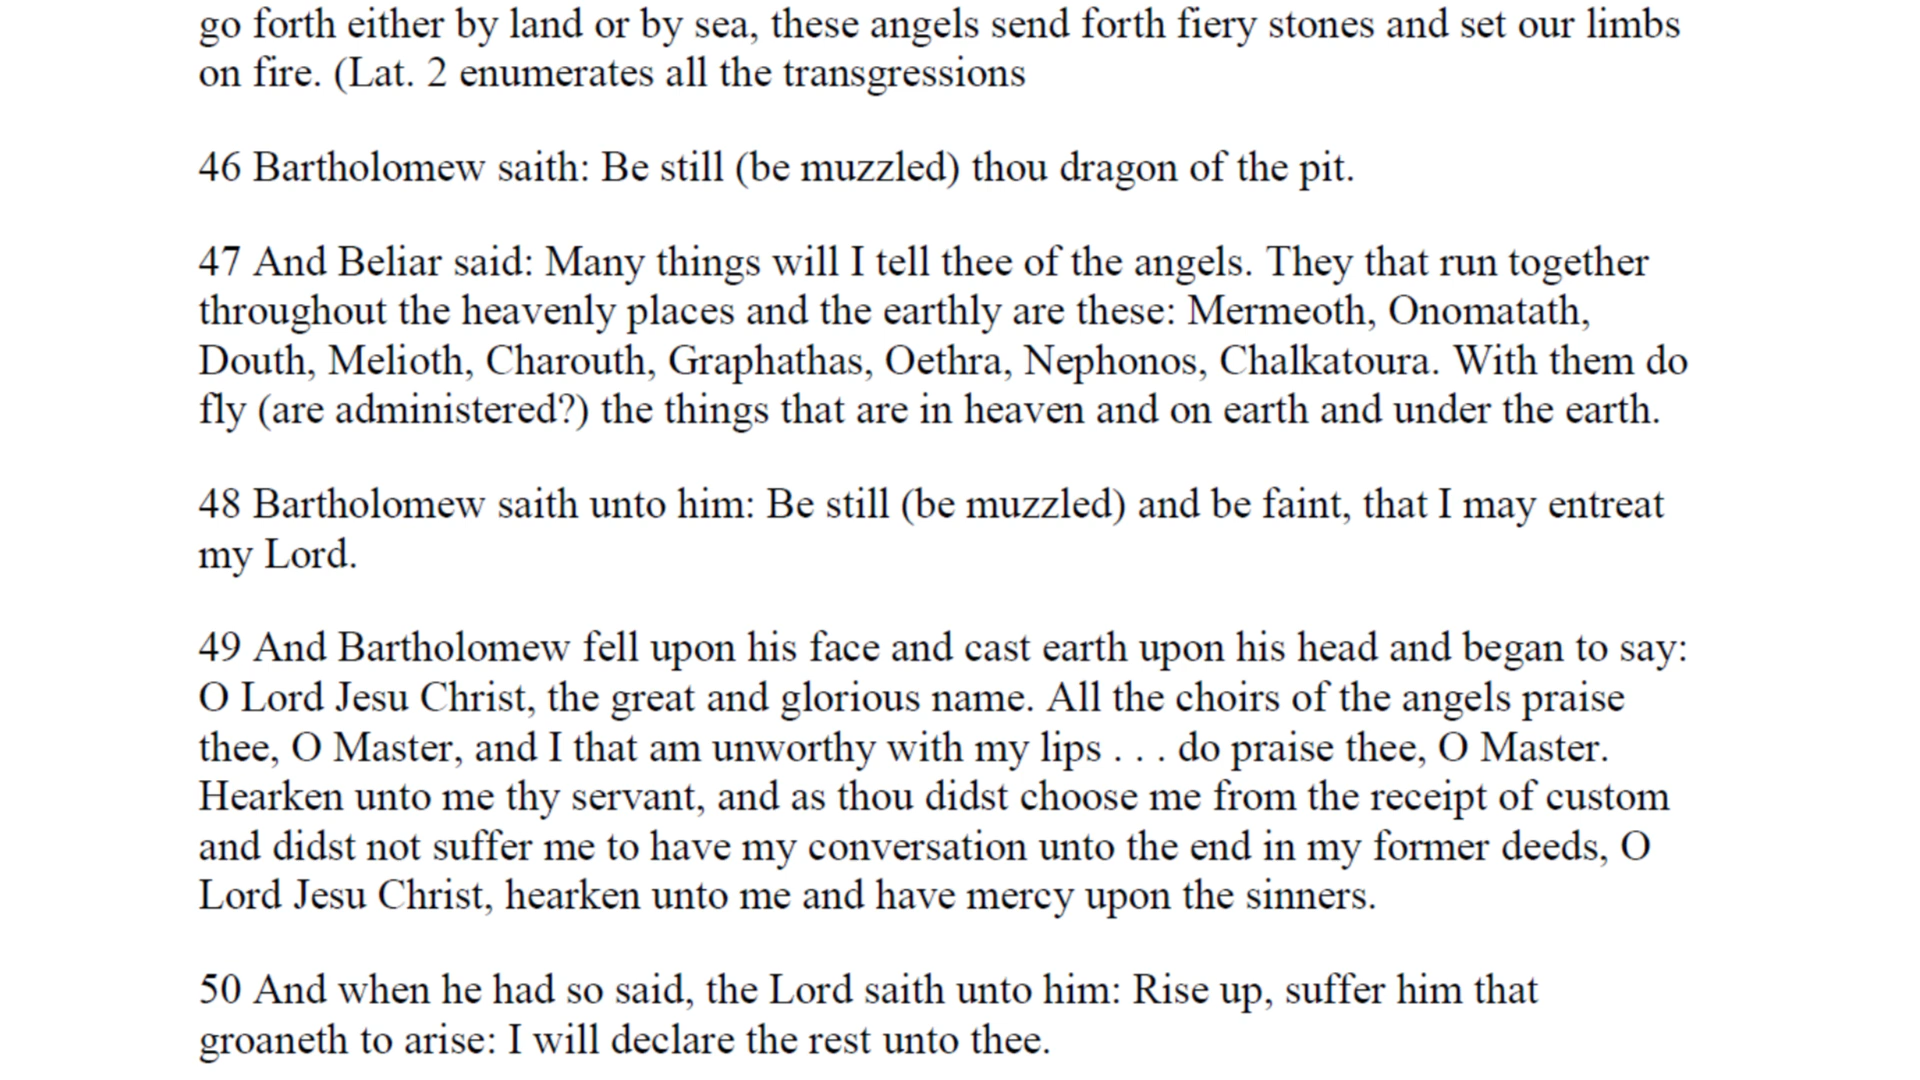 go forth either by land or by sea, these angels send forth fiery stones and set our limbs
on fire. (Lat. 2 enumerates all the transgressions
46 Bartholomew saith: Be still (be muzzled) thou dragon of the pit.
47 And Beliar said: Many things will I tell thee of the angels. They that run together
throughout the heavenly places and the earthly are these: Mermeoth, Onomatath,
Douth, Melioth, Charouth, Graphathas, Oethra, Nephonos, Chalkatoura. With them do
fly (are administered?) the things that are in heaven and on earth and under the earth.
48 Bartholomew saith unto him: Be still (be muzzled) and be faint, that I may entreat
my Lord.
49 And Bartholomew fell upon his face and cast earth upon his head and began to say:
O Lord Jesu Christ, the great and glorious name. All the choirs of the angels praise
thee, O Master, and I that am unworthy with my lips . . . do praise thee, O Master.
Hearken unto me thy servant, and as thou didst choose me from the receipt of custom
and didst not suffer me to have my conversation unto the end in my former deeds, O
Lord Jesu Christ, hearken unto me and have mercy upon the sinners.
50 And when he had so said, the Lord saith unto him: Rise up, suffer him that
groaneth to arise: I will declare the rest unto thee.